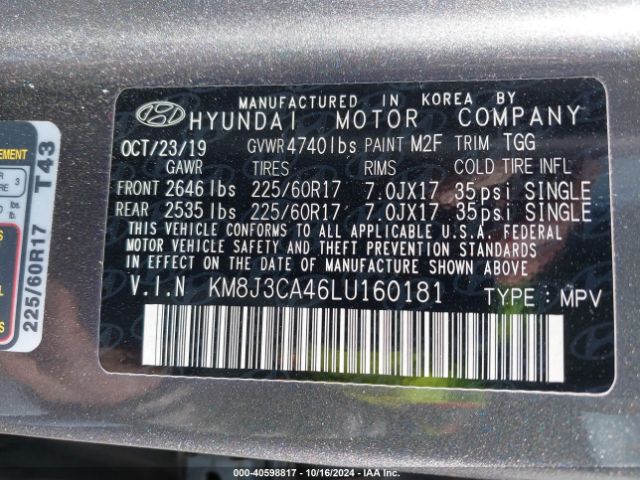 MANUFACTURED IN KOREA BY
HYUNDAI MOTOR COMPANY
OCT/23/19 GVWR 4740lbs PAINT M2F TRIM TGG
GAWR TIRES RIMS COLD TIRE INFL
FRONT 2646 lbs 225/60R17 7.0JX17 35psi SINGLE
REAR 2535 lbs 225/60R17 7.0JX17 35psi SINGLE
THIS VEHICLE CONFORMS TO ALL APPLICABLE U.S.A. FEDERAL
MOTOR VEHICLE SAFETY AND THEFT PREVENTION STANDARDS
IN EFFECT ON THE DATE OF MANUFACTURE SHOWN ABOVE.
V.I.N KM8J3CA46LU160181 TYPE : MPV
3
T43
225/60R17
000-40598817 - 10/16/2024 - IAA Inc.